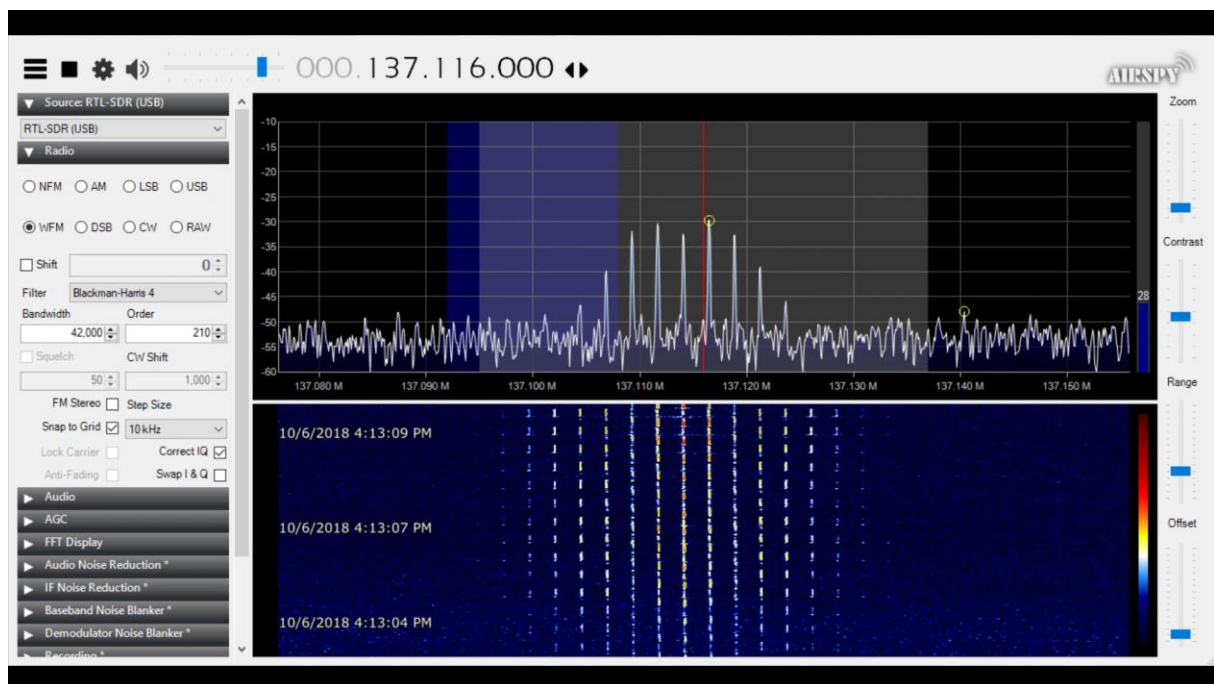 000.137.116.000
AIRSPY
Source: RTL-SDR (USB)
RTL-SDR (USB)
Radio
NFM AM LSB USB
WFM DSB CW RAW
Shift 0
Filter Blackman-Harris 4
Bandwidth Order
42,000 210
Squelch CW Shift
50 1,000
FM Stereo Step Size
Snap to Grid 10 kHz
Lock Carrier Correct IQ
Anti-Fading Swap I & Q
Audio
AGC
FFT Display
Audio Noise Reduction *
IF Noise Reduction *
Baseband Noise Blanker *
Demodulator Noise Blanker *
Recording *
-10
-15
-20
-25
-30
-35
-40
-45
-50
-55
-60
28
137.080 M 137.090 M 137.100 M 137.110 M 137.120 M 137.130 M 137.140 M 137.150 M
10/6/2018 4:13:09 PM
10/6/2018 4:13:07 PM
10/6/2018 4:13:04 PM
Zoom
Contrast
Range
Offset